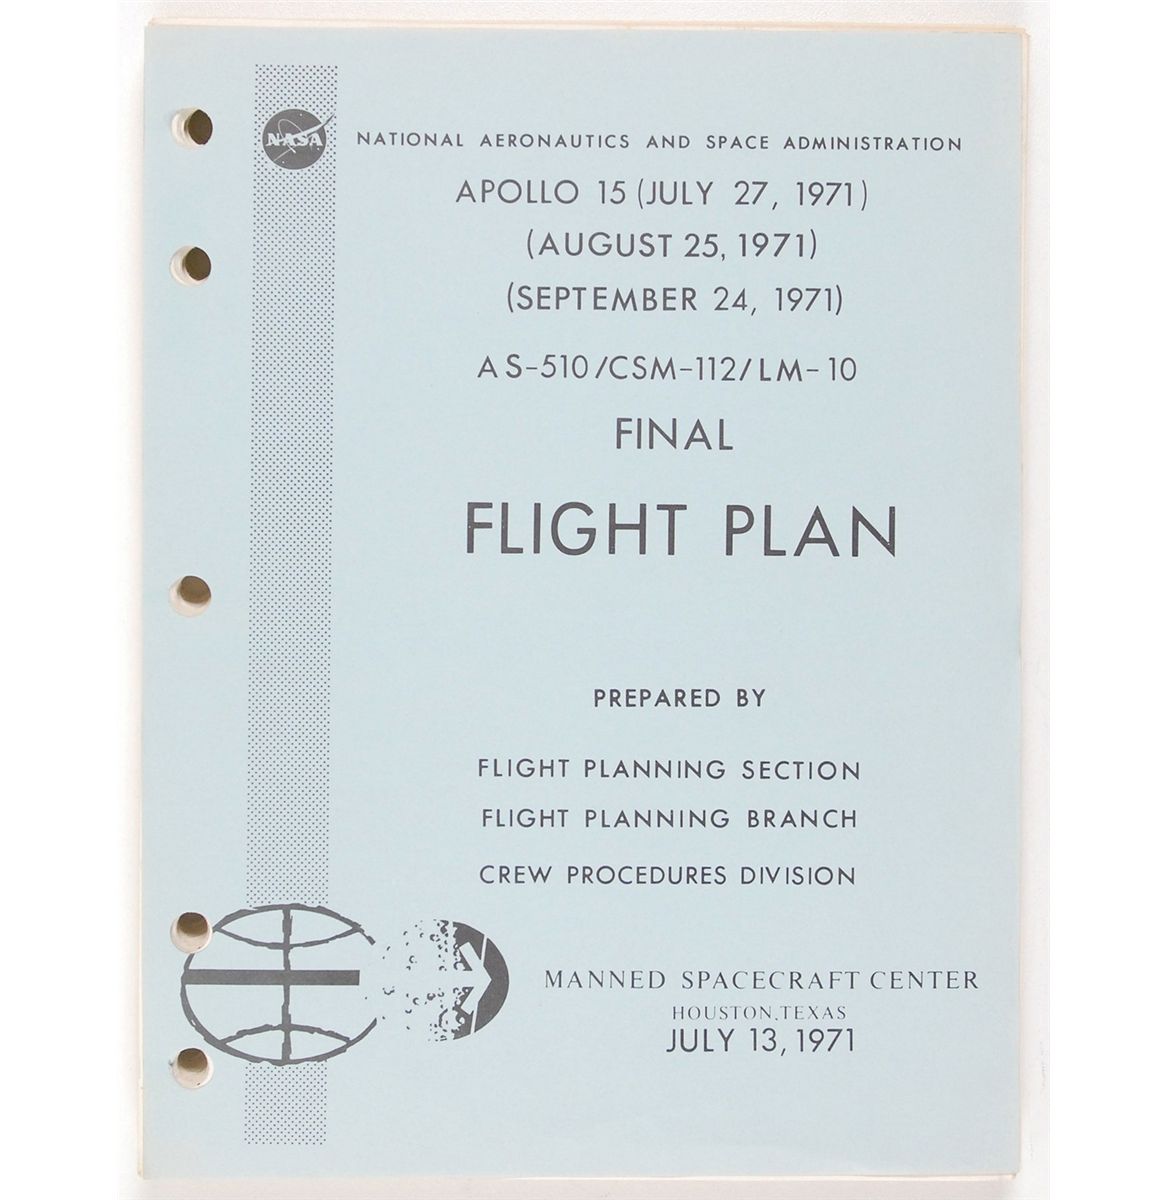 NASA
NATIONAL AERONAUTICS AND SPACE ADMINISTRATION
APOLLO 15 (JULY 27, 1971)
(AUGUST 25, 1971)
(SEPTEMBER 24, 1971)
AS-510/CSM-112/LM-10
FINAL
FLIGHT PLAN
PREPARED BY
FLIGHT PLANNING SECTION
FLIGHT PLANNING BRANCH
CREW PROCEDURES DIVISION
MANNED SPACECRAFT CENTER
HOUSTON, TEXAS
JULY 13, 1971